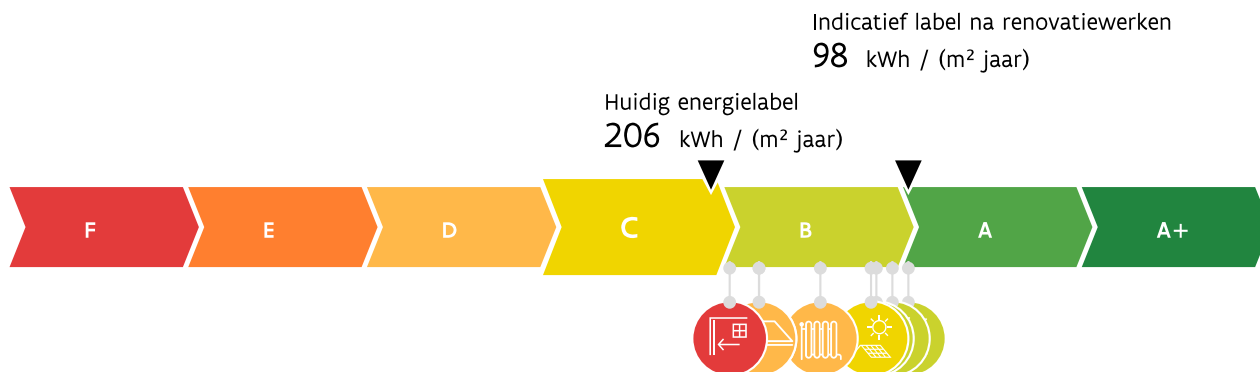 Indicatief label na renovatiewerken
98 kWh / (m² jaar)
Huidig energielabel
206 kWh / (m² jaar)
F E D C B A A+